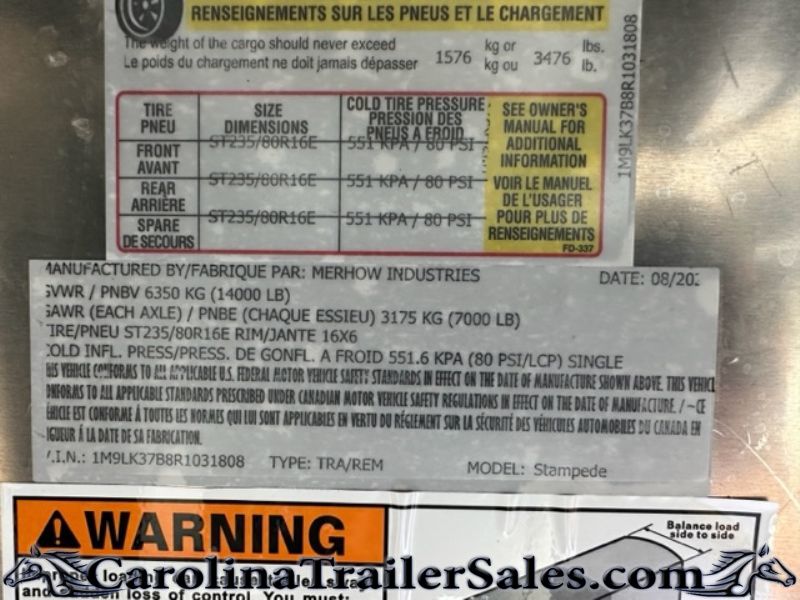 RENSEIGNEMENTS SUR LES PNEUS ET LE CHARGEMENT
The weight of the cargo should never exceed 1576 kg or 3476 lbs.
Le poids du chargement ne doit jamais dépasser kg ou lb.
TIRE PNEU
SIZE DIMENSIONS
COLD TIRE PRESSURE PRESSION DES PNEUS A FROID
FRONT AVANT ST235/80R16E 551 KPA / 80 PSI
REAR ARRIÈRE ST235/80R16E 551 KPA / 80 PSI
SPARE DE SECOURS ST235/80R16E 551 KPA / 80 PSI
SEE OWNER'S
MANUAL FOR
ADDITIONAL
INFORMATION
VOIR LE MANUEL
DE L'USAGER
POUR PLUS DE
RENSEIGNEMENTS
FD-337
1M9LK37B8R1031808
MANUFACTURED BY/FABRIQUE PAR: MERHOW INDUSTRIES DATE: 08/202
GVWR / PNBV 6350 KG (14000 LB)
GAWR (EACH AXLE) / PNBE (CHAQUE ESSIEU) 3175 KG (7000 LB)
TIRE/PNEU ST235/80R16E RIM/JANTE 16X6
COLD INFL. PRESS/PRESS. DE GONFL. A FROID 551.6 KPA (80 PSI/LCP) SINGLE
THIS VEHICLE CONFORMS TO ALL APPLICABLE U.S. FEDERAL MOTOR VEHICLE SAFETY STANDARDS IN EFFECT ON THE DATE OF MANUFACTURE SHOWN ABOVE. THIS VEHICL
CONFORMS TO ALL APPLICABLE STANDARDS PRESCRIBED UNDER CANADIAN MOTOR VEHICLE SAFETY REGULATIONS IN EFFECT ON THE DATE OF MANUFACTURE. / ~CE
ÉHICLE EST CONFORME À TOUTES LES NORMES QUI LUI SONT APPLICABLES EN VERTU DU RÉGLEMENT SUR LA SÉCURITÉ DES VÉHICULES AUTOMOBILES DU CANADA EN
IGUEUR Á LA DATE DE SA FABRICATION.
V.I.N.: 1M9LK37B8R1031808 TYPE: TRA/REM MODEL: Stampede
WARNING
Balance load
side to side
CarolinaTrailerSales.com
and sudden loss of control. You must: